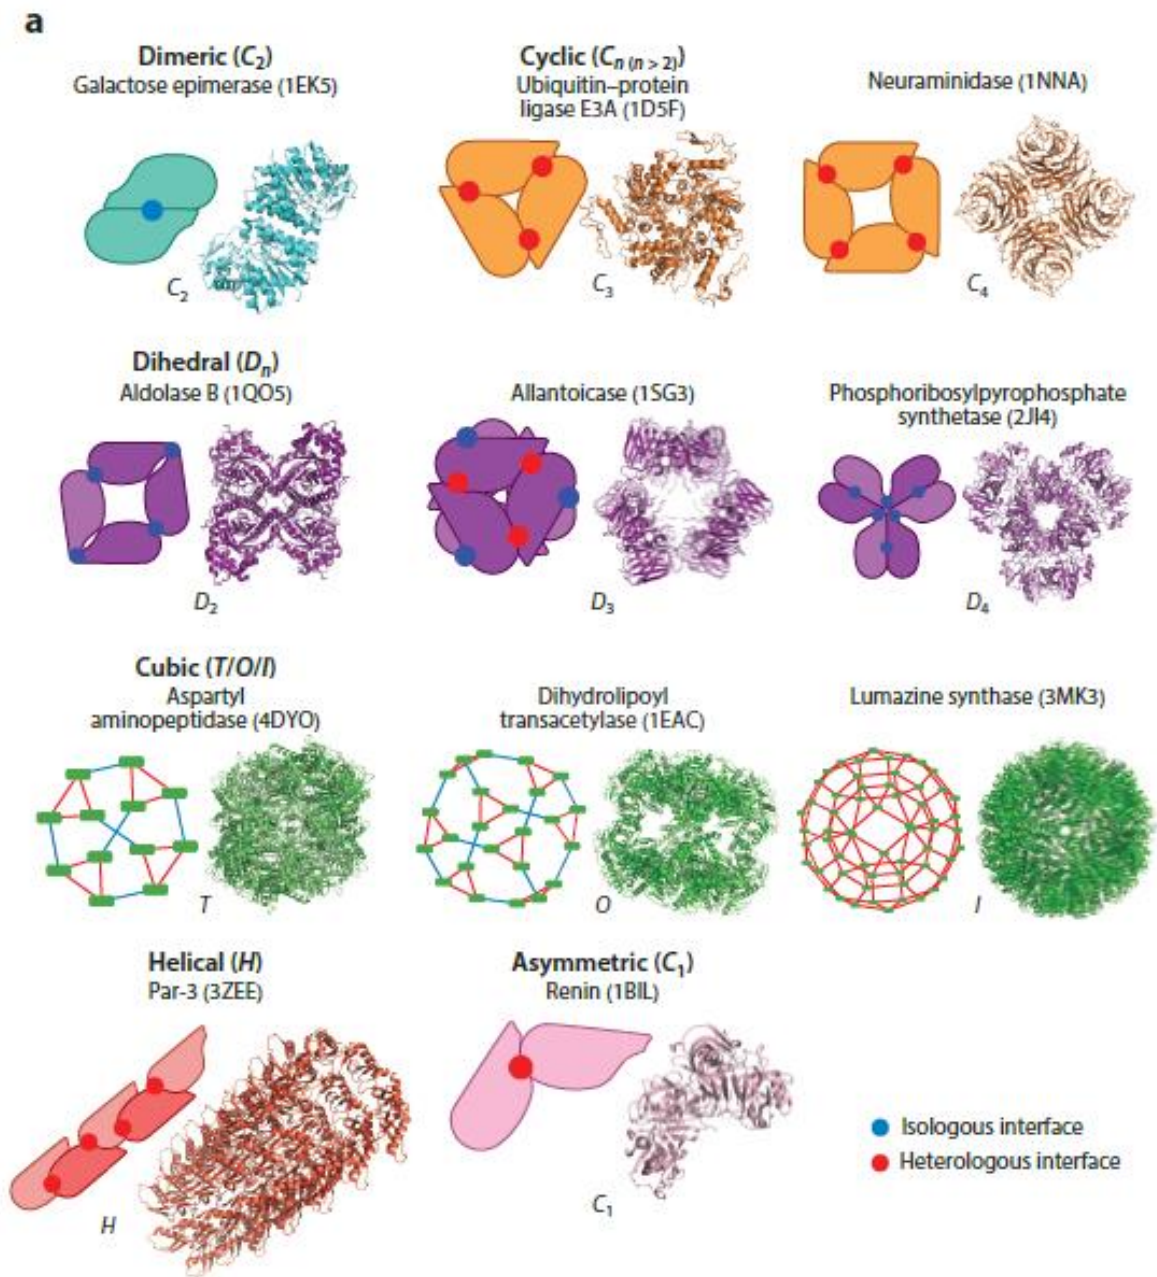 a
Dimeric (C2)
Galactose epimerase (1EK5)
C2
Cyclic (Cn (n > 2))
Ubiquitin–protein
ligase E3A (1D5F)
C3
Neuraminidase (1NNA)
C4
Dihedral (Dn)
Aldolase B (1QO5)
D2
Allantoicase (1SG3)
D3
Phosphoribosylpyrophosphate
synthetase (2JI4)
D4
Cubic (T/O/I)
Aspartyl
aminopeptidase (4DYO)
T
Dihydrolipoyl
transacetylase (1EAC)
O
Lumazine synthase (3MK3)
I
Helical (H)
Par-3 (3ZEE)
H
Asymmetric (C1)
Renin (1BIL)
C1
Isologous interface
Heterologous interface